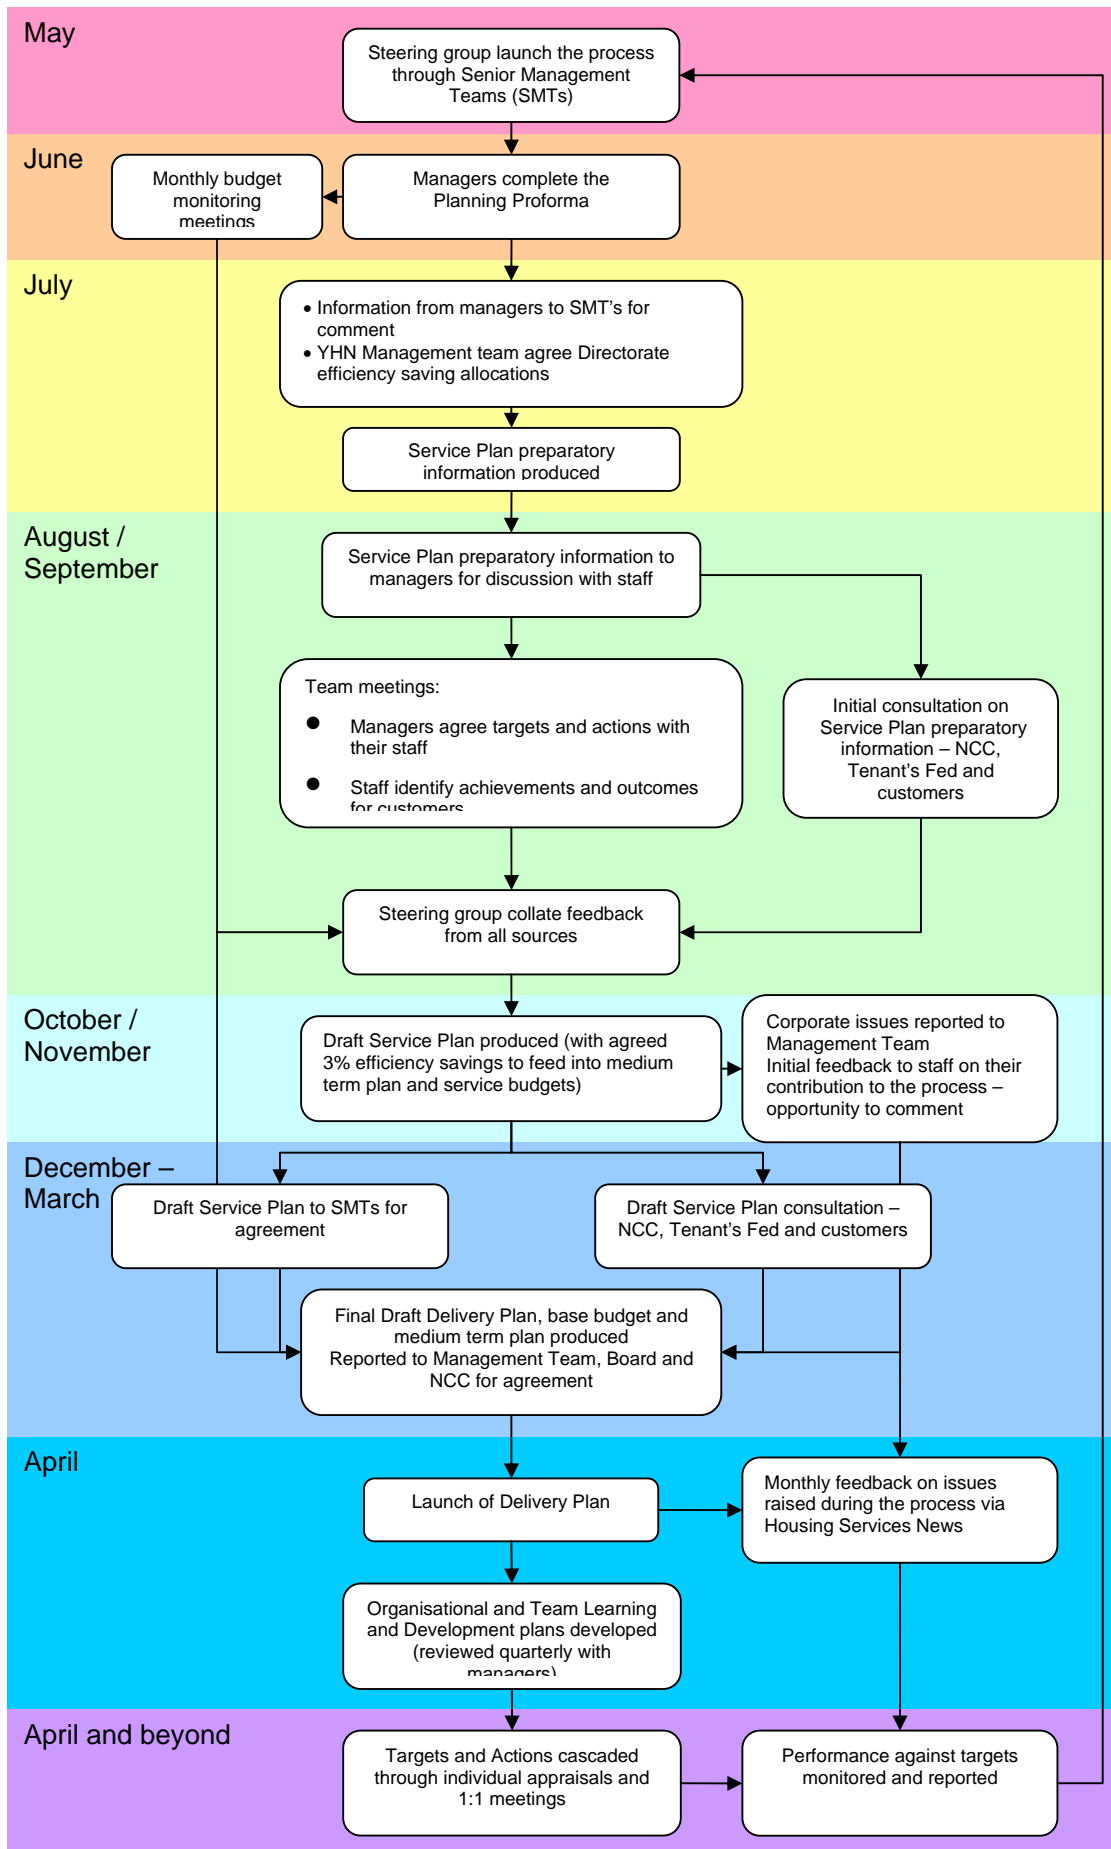 May
Steering group launch the process
through Senior Management
Teams (SMTs)
June
Monthly budget
monitoring
meetings
Managers complete the
Planning Proforma
July
• Information from managers to SMT's for
comment
• YHN Management team agree Directorate
efficiency saving allocations
Service Plan preparatory
information produced
August /
September
Service Plan preparatory information to
managers for discussion with staff
Team meetings:
● Managers agree targets and actions with
their staff
● Staff identify achievements and outcomes
for customers
Initial consultation on
Service Plan preparatory
information – NCC,
Tenant's Fed and
customers
Steering group collate feedback
from all sources
October /
November
Draft Service Plan produced (with agreed
3% efficiency savings to feed into medium
term plan and service budgets)
Corporate issues reported to
Management Team
Initial feedback to staff on their
contribution to the process –
opportunity to comment
December –
March
Draft Service Plan to SMTs for
agreement
Draft Service Plan consultation –
NCC, Tenant's Fed and customers
Final Draft Delivery Plan, base budget and
medium term plan produced
Reported to Management Team, Board and
NCC for agreement
April
Launch of Delivery Plan
Monthly feedback on issues
raised during the process via
Housing Services News
Organisational and Team Learning
and Development plans developed
(reviewed quarterly with
managers)
April and beyond
Targets and Actions cascaded
through individual appraisals and
1:1 meetings
Performance against targets
monitored and reported